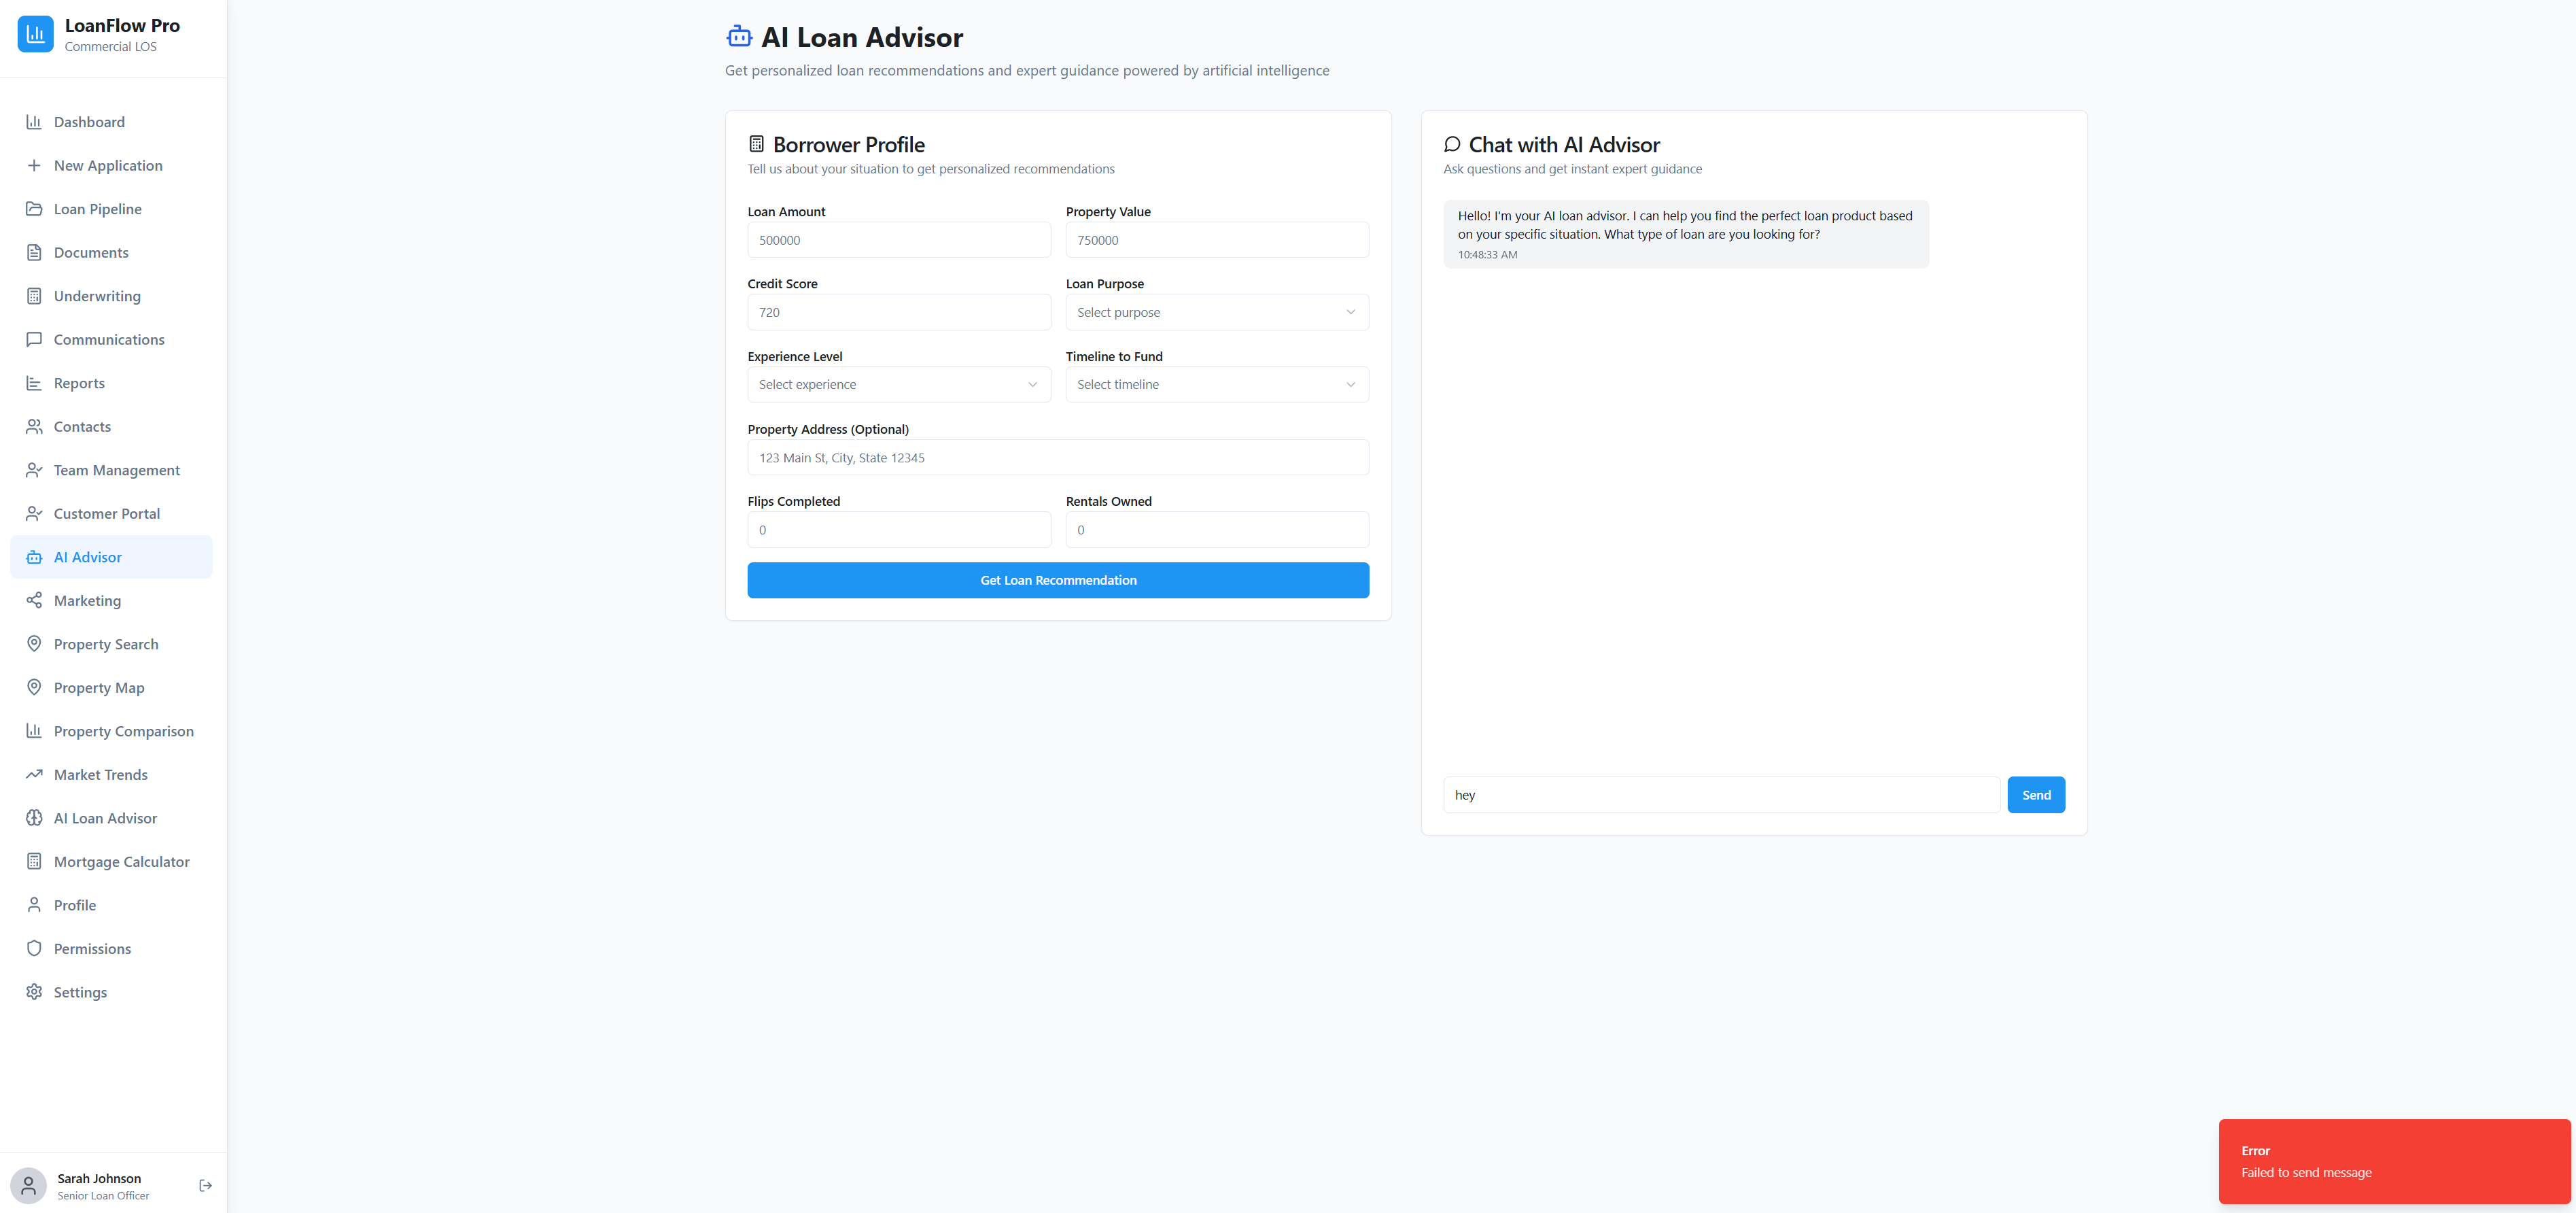 LoanFlow Pro
Commercial LOS
Dashboard
New Application
Loan Pipeline
Documents
Underwriting
Communications
Reports
Contacts
Team Management
Customer Portal
AI Advisor
Marketing
Property Search
Property Map
Property Comparison
Market Trends
AI Loan Advisor
Mortgage Calculator
Profile
Permissions
Settings
Sarah Johnson
Senior Loan Officer
AI Loan Advisor
Get personalized loan recommendations and expert guidance powered by artificial intelligence
Borrower Profile
Tell us about your situation to get personalized recommendations
Loan Amount
500000
Property Value
750000
Credit Score
720
Loan Purpose
Select purpose
Experience Level
Select experience
Timeline to Fund
Select timeline
Property Address (Optional)
123 Main St, City, State 12345
Flips Completed
0
Rentals Owned
0
Get Loan Recommendation
Chat with AI Advisor
Ask questions and get instant expert guidance
Hello! I'm your AI loan advisor. I can help you find the perfect loan product based
on your specific situation. What type of loan are you looking for?
10:48:33 AM
hey
Send
Error
Failed to send message